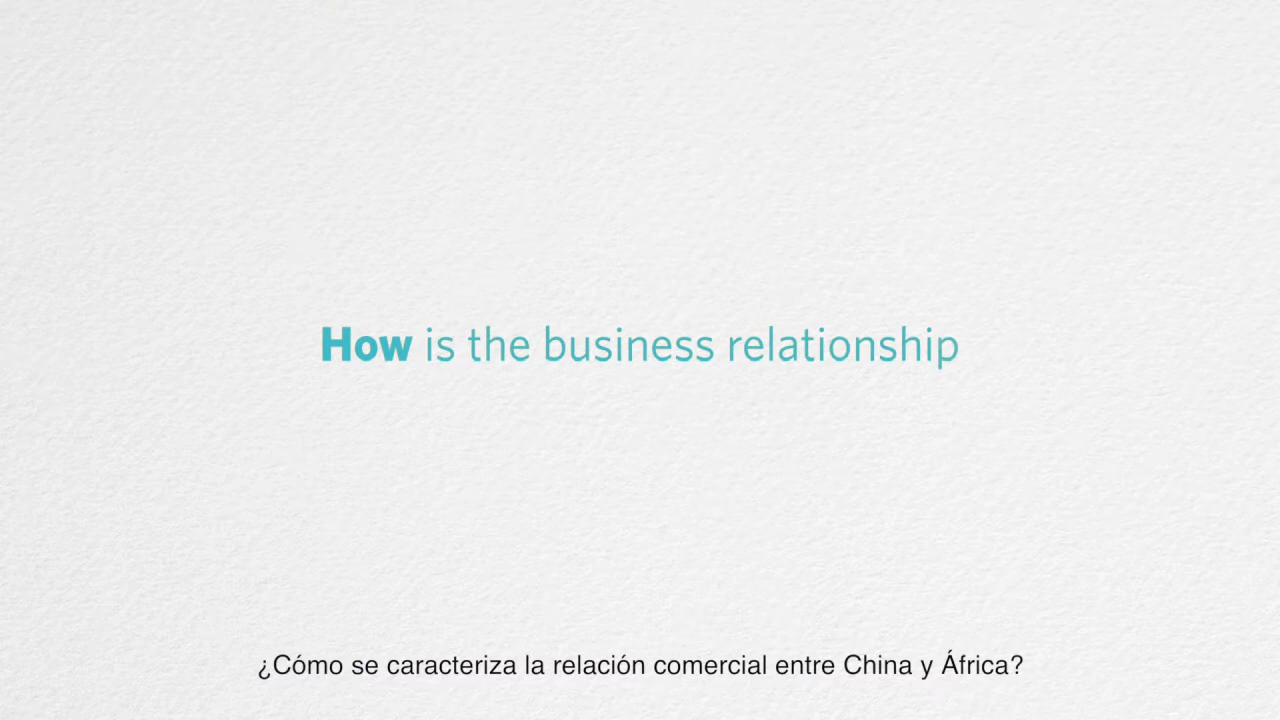 How is the business relationship
¿Cómo se caracteriza la relación comercial entre China y África?